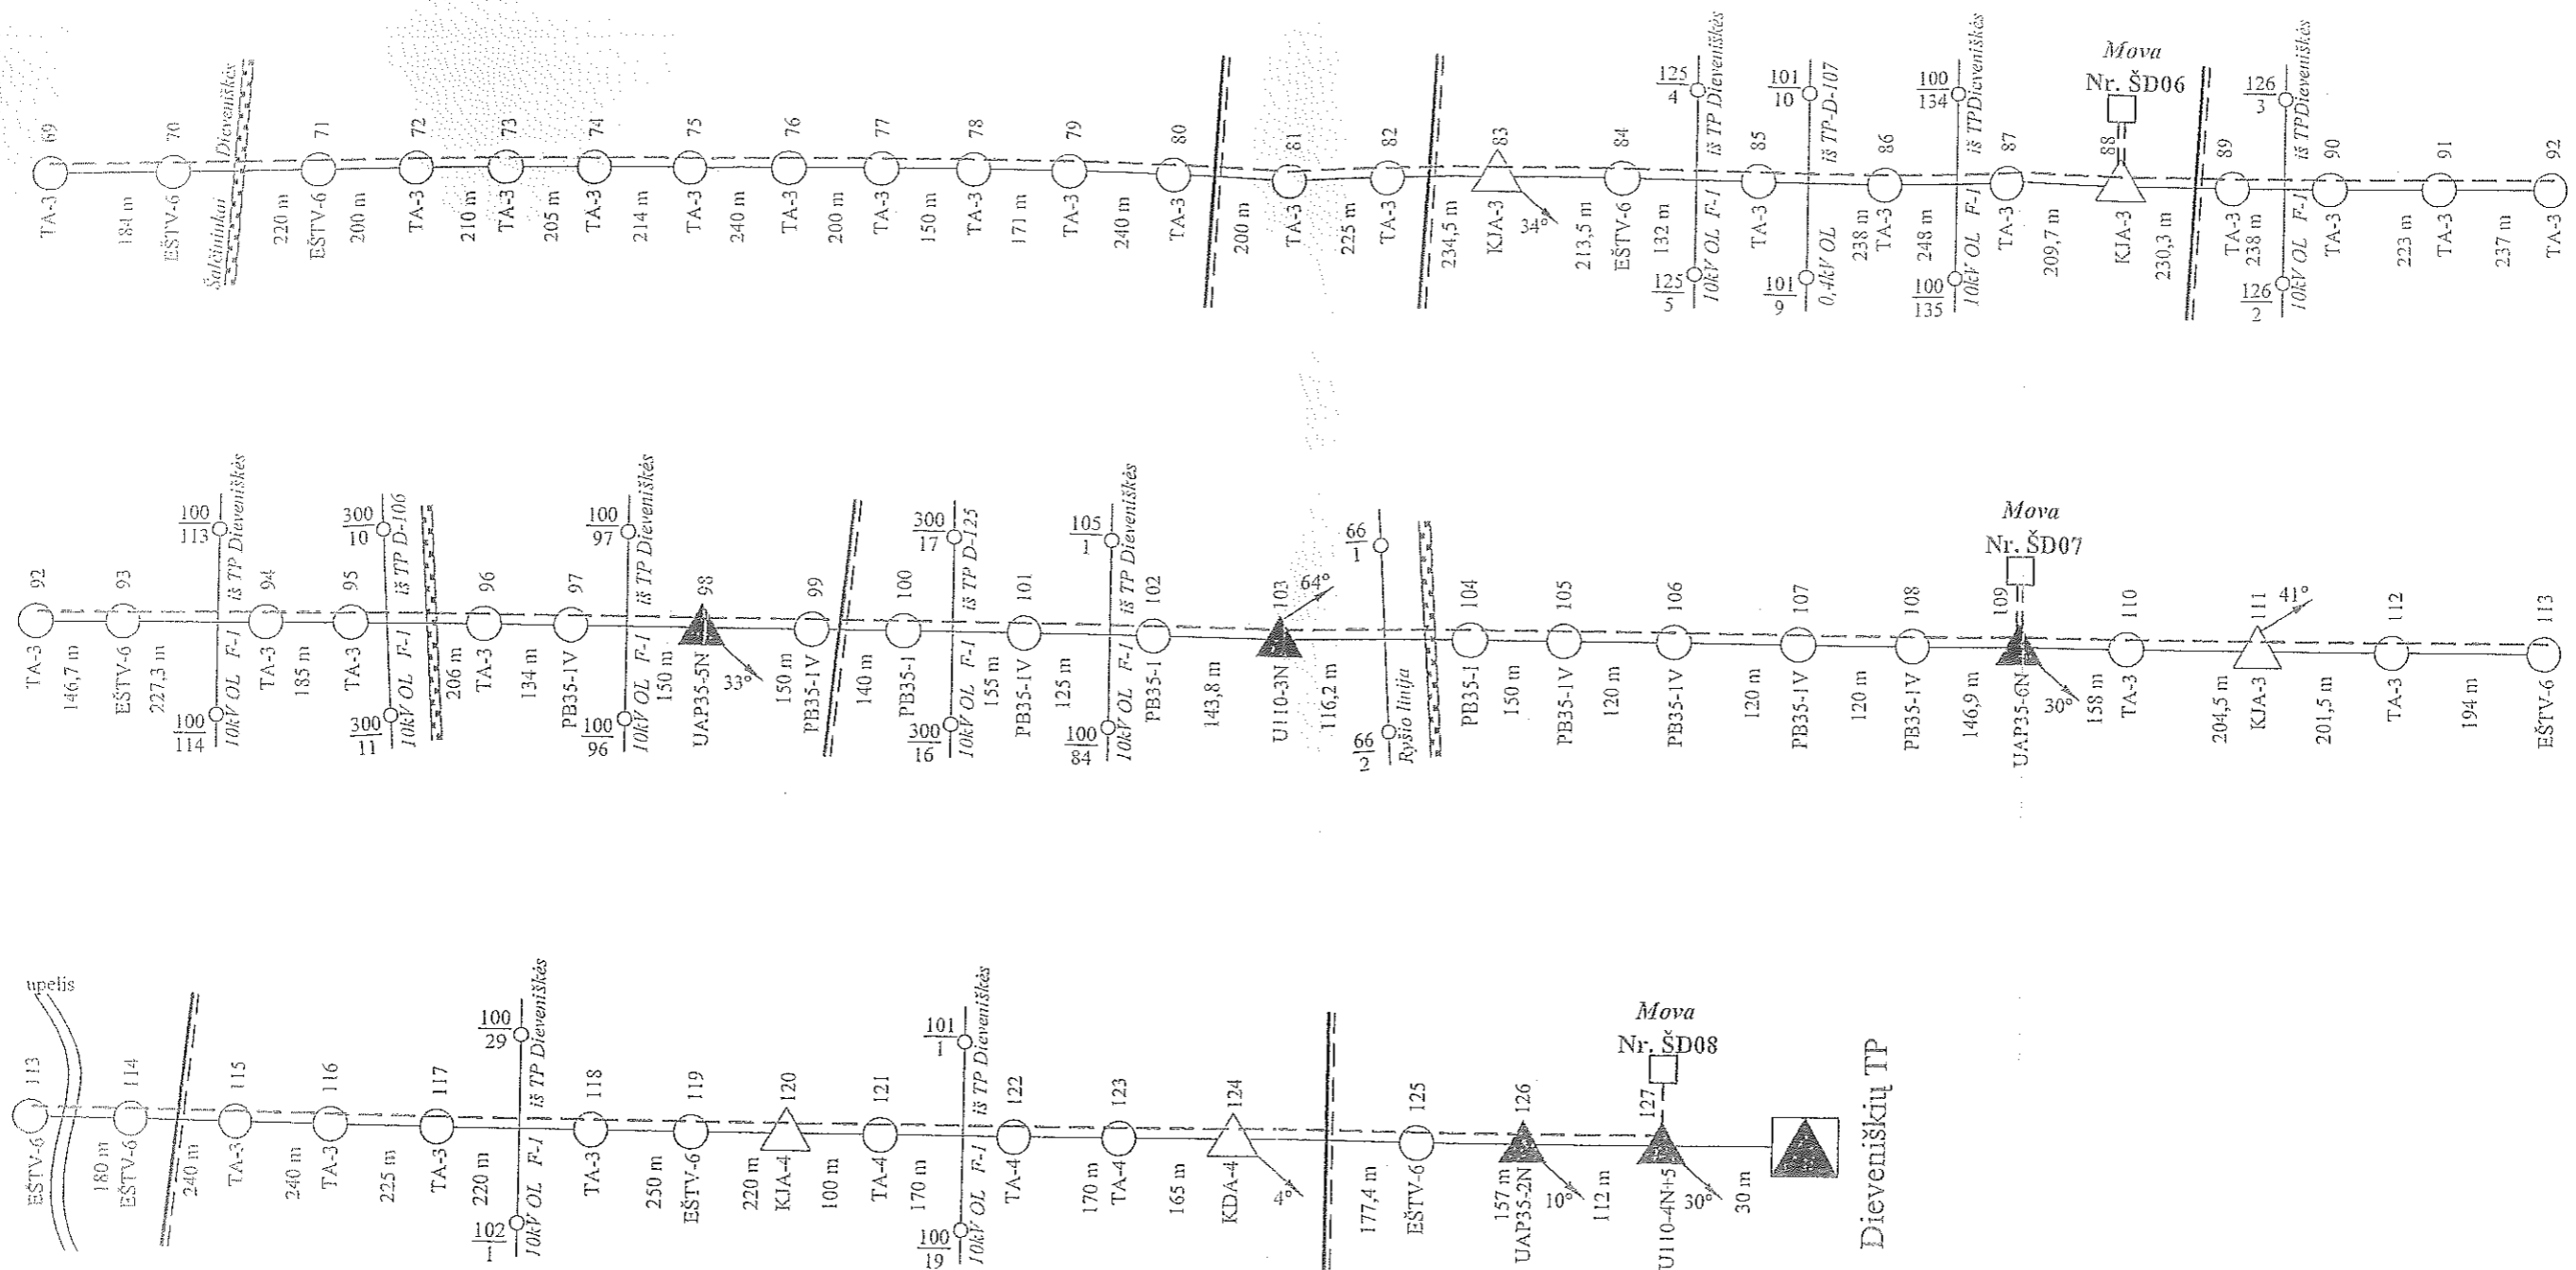 69
TA-3
184 m
70
EŠTV-6
Šalčininkai Dieveniškės
220 m
71
EŠTV-6
200 m
72
TA-3
210 m
73
TA-3
205 m
74
TA-3
214 m
75
TA-3
240 m
76
TA-3
200 m
77
TA-3
150 m
78
TA-3
171 m
79
TA-3
240 m
80
TA-3
200 m
81
TA-3
225 m
82
TA-3
234,5 m
83
KJA-3
34°
213,5 m
84
EŠTV-6
132 m
125
4
125
5
10kV OL F-1 iš TP Dieveniškės
85
TA-3
101
10
101
9
0,4kV OL iš TP-D-107
238 m
86
TA-3
248 m
100
134
100
135
10kV OL F-1 iš TPDieveniškės
87
TA-3
209,7 m
Mova
Nr. ŠD06
88
KJA-3
230,3 m
89
TA-3
238 m
126
3
126
2
10kV OL F-1 iš TPDieveniškės
90
TA-3
223 m
91
TA-3
237 m
92
TA-3
92
TA-3
146,7 m
93
EŠTV-6
227,3 m
100
113
100
114
10kV OL F-1 iš TP Dieveniškės
94
TA-3
185 m
95
TA-3
300
10
300
11
10kV OL F-1 iš TP D-106
206 m
96
TA-3
134 m
97
PB35-1V
100
97
100
96
10kV OL F-1 iš TP Dieveniškės
150 m
98
UAP35-5N
33°
150 m
99
PB35-1V
140 m
100
PB35-1
300
17
300
16
10kV OL F-1 iš TP D-125
155 m
101
PB35-1V
125 m
105
1
100
84
10kV OL F-1 iš TP Dieveniškės
102
PB35-1
143,8 m
103
U110-3N
64°
116,2 m
66
1
66
2
Ryšio linija
104
PB35-1
150 m
105
PB35-1V
120 m
106
PB35-1V
120 m
107
PB35-1V
120 m
108
PB35-1V
146,9 m
Mova
Nr. ŠD07
109
UAP35-6N
30°
158 m
110
TA-3
204,5 m
111
KJA-3
41°
201,5 m
112
TA-3
194 m
113
EŠTV-6
upelis
113
EŠTV-6
180 m
114
EŠTV-6
240 m
115
TA-3
240 m
116
TA-3
225 m
117
TA-3
220 m
100
29
102
1
10kV OL F-1 iš TP Dieveniškės
118
TA-3
250 m
119
EŠTV-6
220 m
120
KJA-4
100 m
121
TA-4
170 m
101
1
100
19
10kV OL F-1 iš TP Dieveniškės
122
TA-4
170 m
123
TA-4
165 m
124
KDA-4
4°
177,4 m
125
EŠTV-6
157 m
126
UAP35-2N
10°
112 m
Mova
Nr. ŠD08
127
U110-4N+5
30°
30 m
Dieveniškių TP